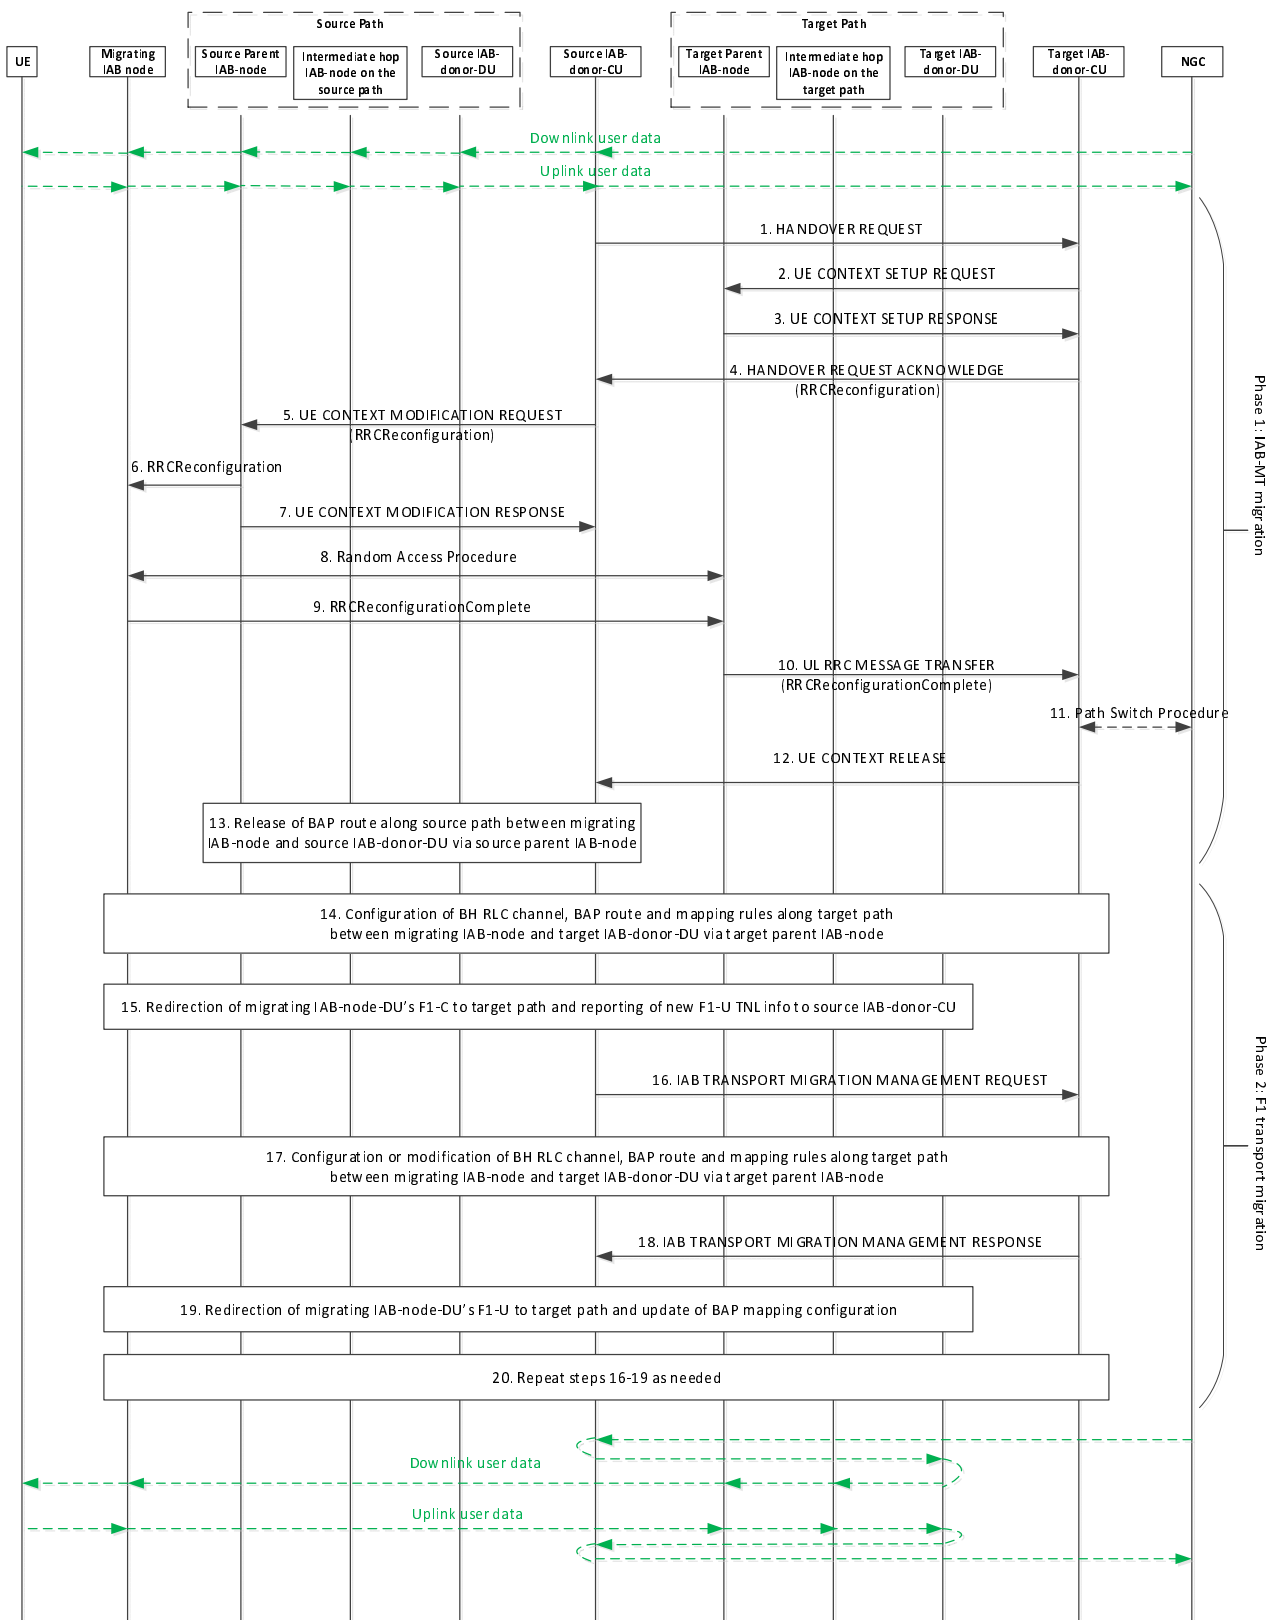 Source Path
Target Path
UE
Migrating
IAB node
Source Parent
IAB-node
Intermediate hop
IAB-node on the
source path
Source IAB-
donor-DU
Source IAB-
donor-CU
Target Parent
IAB-node
Intermediate hop
IAB-node on the
target path
Target IAB-
donor-DU
Target IAB-
donor-CU
NGC
Downlink user data
Uplink user data
1. HANDOVER REQUEST
2. UE CONTEXT SETUP REQUEST
3. UE CONTEXT SETUP RESPONSE
4. HANDOVER REQUEST ACKNOWLEDGE
(RRCReconfiguration)
5. UE CONTEXT MODIFICATION REQUEST
(RRCReconfiguration)
6. RRCReconfiguration
7. UE CONTEXT MODIFICATION RESPONSE
8. Random Access Procedure
9. RRCReconfigurationComplete
10. UL RRC MESSAGE TRANSFER
(RRCReconfigurationComplete)
11. Path Switch Procedure
12. UE CONTEXT RELEASE
13. Release of BAP route along source path between migrating
IAB-node and source IAB-donor-DU via source parent IAB-node
Phase 1: IAB-MT migration
14. Configuration of BH RLC channel, BAP route and mapping rules along target path
between migrating IAB-node and target IAB-donor-DU via target parent IAB-node
15. Redirection of migrating IAB-node-DU’s F1-C to target path and reporting of new F1-U TNL info to source IAB-donor-CU
16. IAB TRANSPORT MIGRATION MANAGEMENT REQUEST
17. Configuration or modification of BH RLC channel, BAP route and mapping rules along target path
between migrating IAB-node and target IAB-donor-DU via target parent IAB-node
18. IAB TRANSPORT MIGRATION MANAGEMENT RESPONSE
19. Redirection of migrating IAB-node-DU’s F1-U to target path and update of BAP mapping configuration
20. Repeat steps 16-19 as needed
Phase 2: F1 transport migration
Downlink user data
Uplink user data